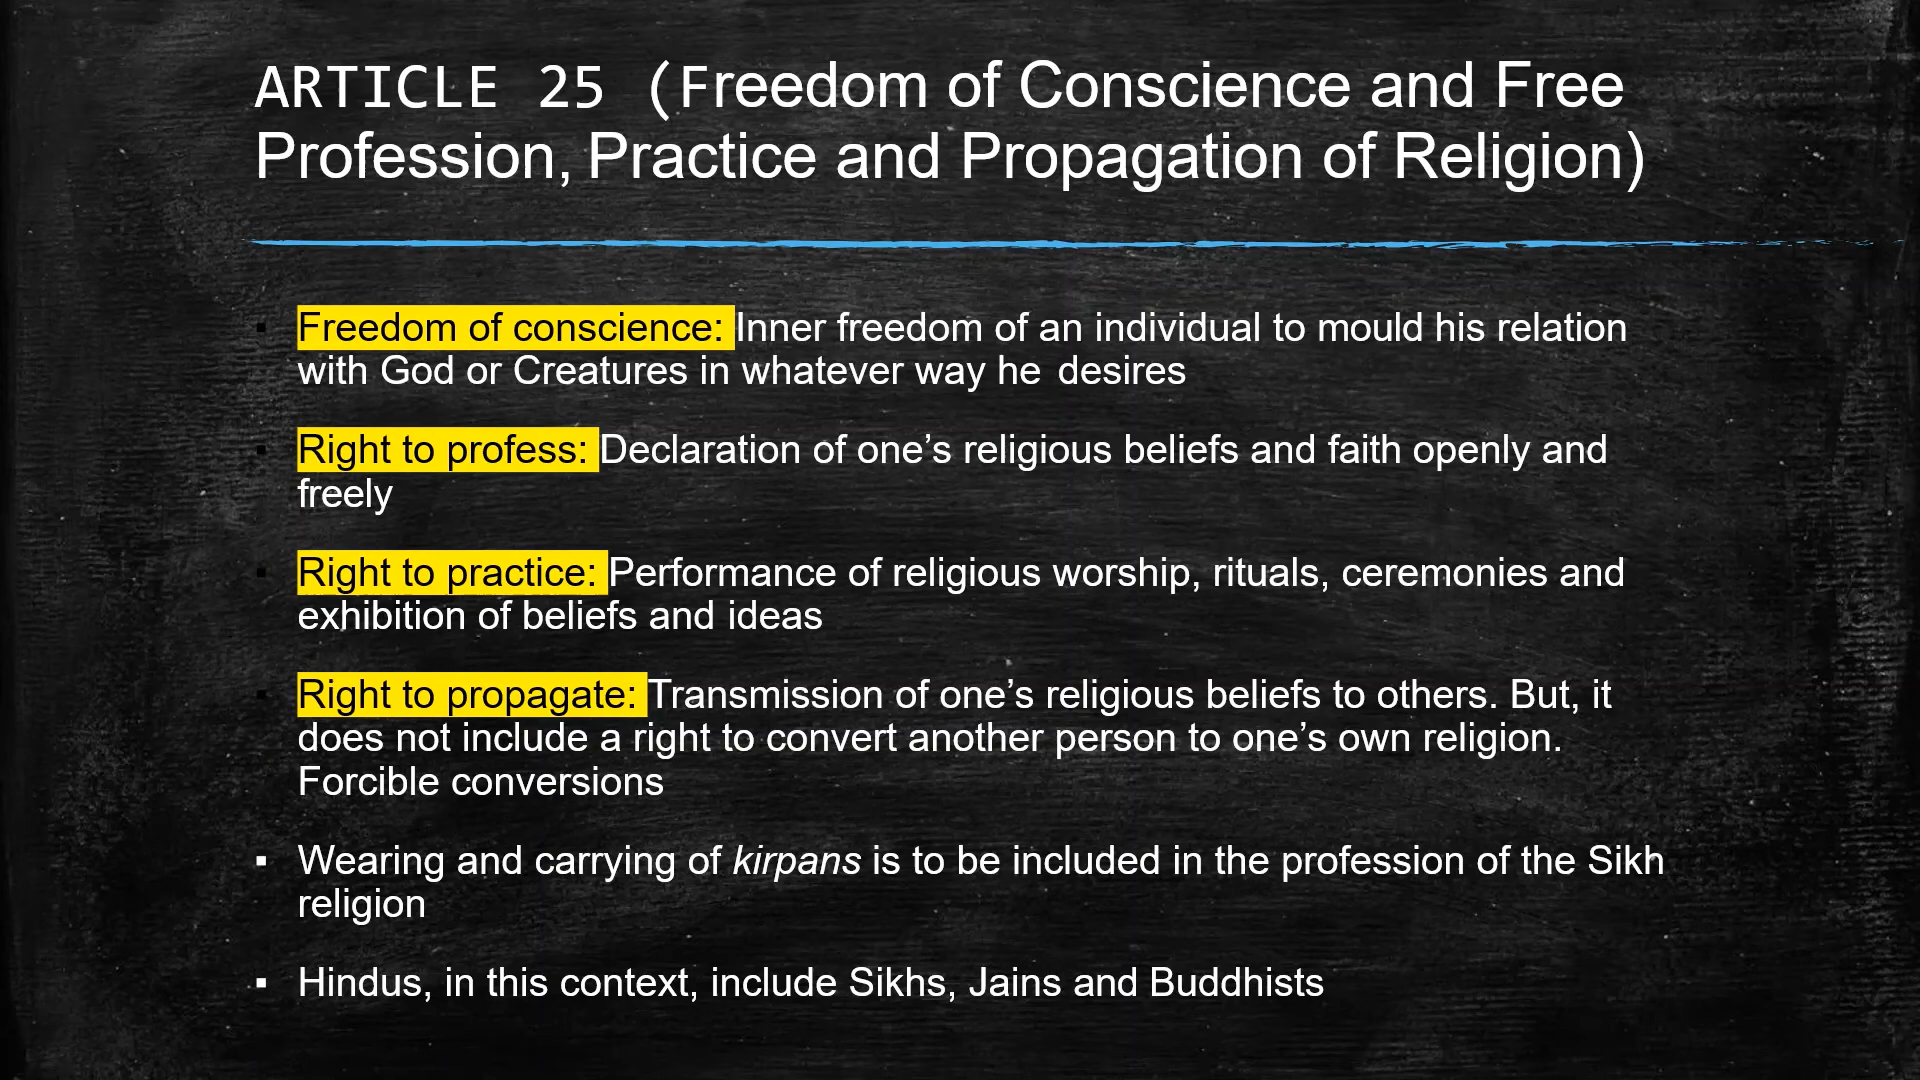 ARTICLE 25 (Freedom of Conscience and Free
Profession, Practice and Propagation of Religion)
▪ Freedom of conscience: Inner freedom of an individual to mould his relation
with God or Creatures in whatever way he desires
▪ Right to profess: Declaration of one’s religious beliefs and faith openly and
freely
▪ Right to practice: Performance of religious worship, rituals, ceremonies and
exhibition of beliefs and ideas
▪ Right to propagate: Transmission of one’s religious beliefs to others. But, it
does not include a right to convert another person to one’s own religion.
Forcible conversions
▪ Wearing and carrying of kirpans is to be included in the profession of the Sikh
religion
▪ Hindus, in this context, include Sikhs, Jains and Buddhists